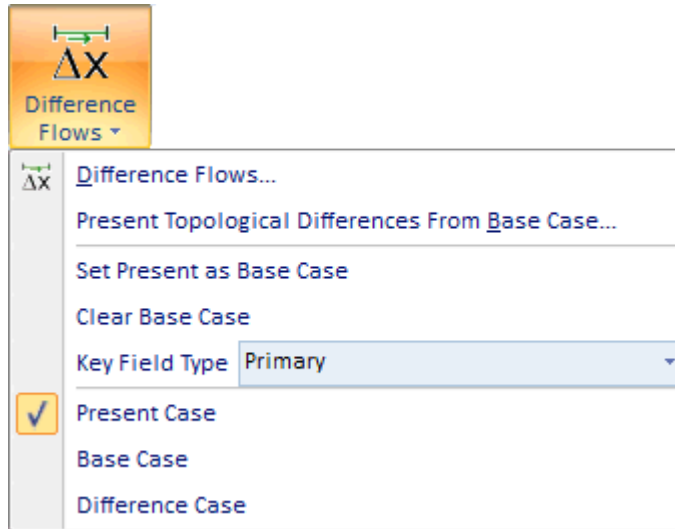 Δx
Difference
Flows
Δx Difference Flows...
Present Topological Differences From Base Case...
Set Present as Base Case
Clear Base Case
Key Field Type Primary
Present Case
Base Case
Difference Case